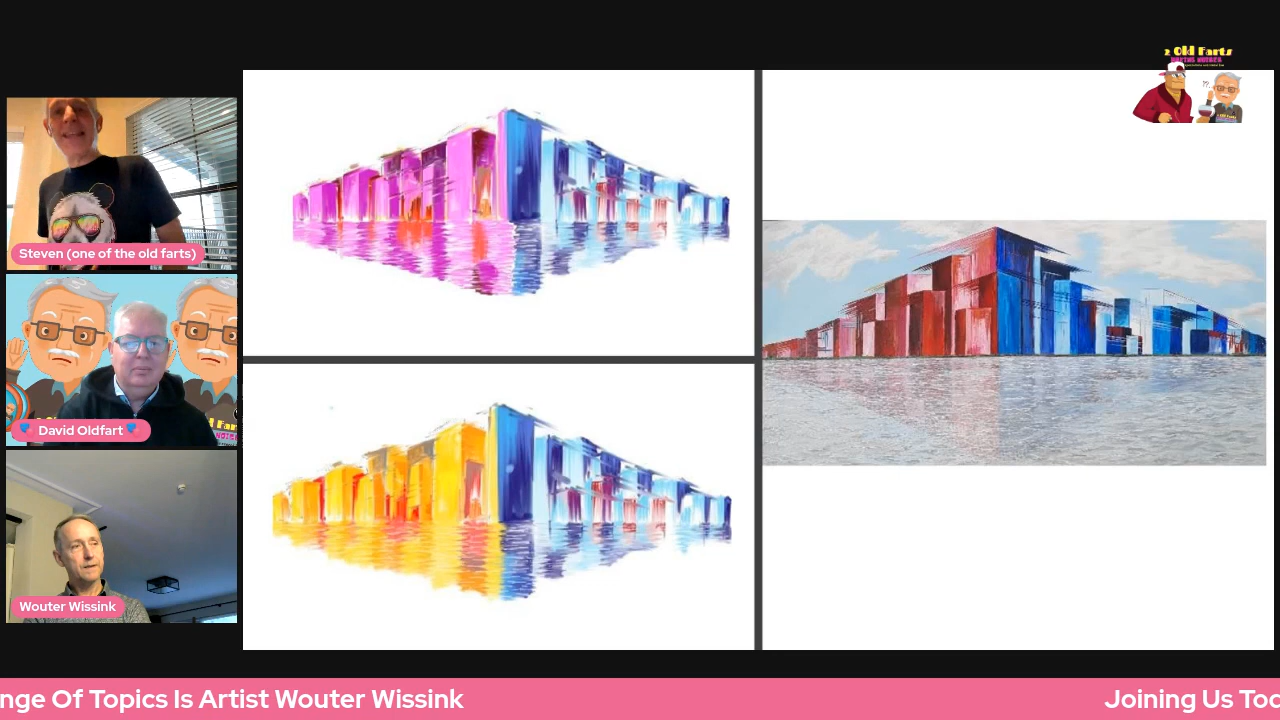 2 Old Farts
Steven (one of the old farts)
David Oldfart
Wouter Wissink
nge Of Topics Is Artist Wouter Wissink
Joining Us Too